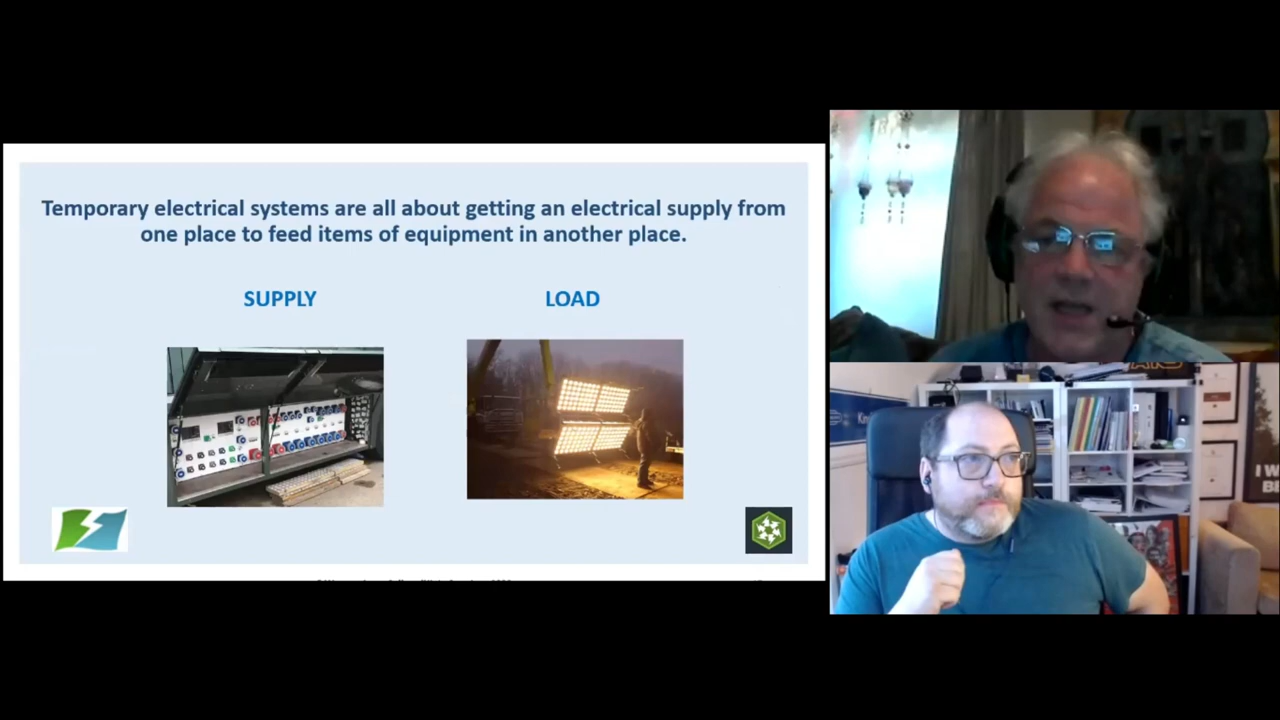 Temporary electrical systems are all about getting an electrical supply from
one place to feed items of equipment in another place.
SUPPLY
LOAD